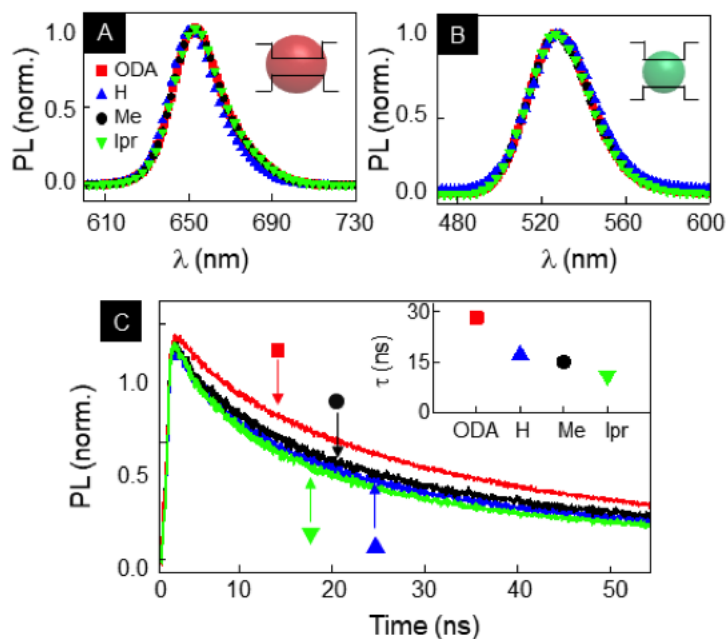 A
PL (norm.)
1.0
0.5
0.0
ODA
H
Me
Ipr
610
650
690
730
λ (nm)
B
PL (norm.)
1.0
0.5
0.0
480
520
560
600
λ (nm)
C
PL (norm.)
1.0
0.5
0.0
0
10
20
30
40
50
Time (ns)
τ (ns)
30
15
0
ODA H Me Ipr